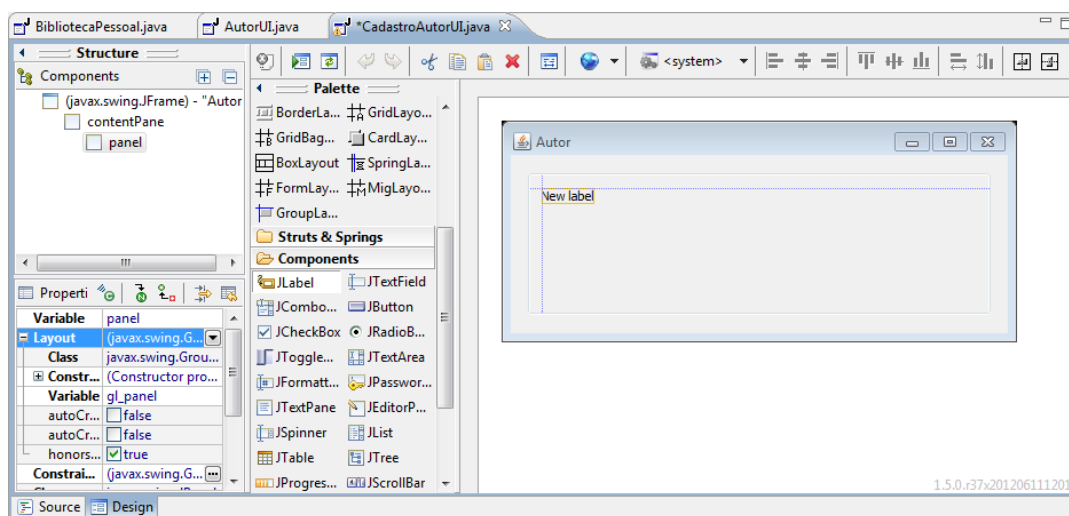 BibliotecaPessoal.java AutorUI.java *CadastroAutorUI.java
Structure
Components
(javax.swing.JFrame) - "Autor
contentPane
panel
Properti
Variable panel
Layout (javax.swing.G...
Class javax.swing.Grou...
Constr... (Constructor pro...
Variable gl_panel
autoCr... false
autoCr... false
honors... true
Constrai... (javax.swing.G...
<system>
Palette
BorderLa... GridLayo...
GridBag... CardLay...
BoxLayout SpringLa...
FormLay... MigLayo...
GroupLa...
Struts & Springs
Components
JLabel JTextField
JCombo... JButton
JCheckBox JRadioB...
JToggle... JTextArea
JFormatt... JPasswor...
JTextPane JEditorP...
JSpinner JList
JTable JTree
JProgres... JScrollBar
Autor
New label
1.5.0.r37x201206111201
Source Design